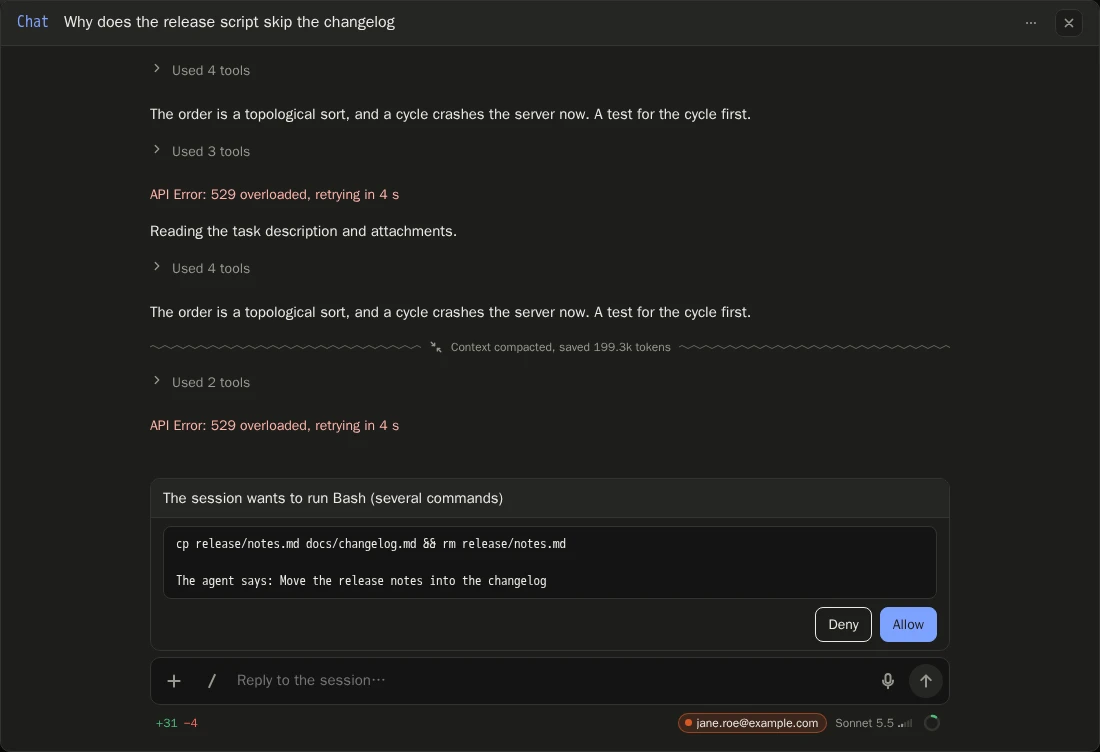 Chat Why does the release script skip the changelog
Used 4 tools
The order is a topological sort, and a cycle crashes the server now. A test for the cycle first.
Used 3 tools
API Error: 529 overloaded, retrying in 4 s
Reading the task description and attachments.
Used 4 tools
The order is a topological sort, and a cycle crashes the server now. A test for the cycle first.
Context compacted, saved 199.3k tokens
Used 2 tools
API Error: 529 overloaded, retrying in 4 s
The session wants to run Bash (several commands)
cp release/notes.md docs/changelog.md && rm release/notes.md
The agent says: Move the release notes into the changelog
Deny Allow
/ Reply to the session…
+31 −4 jane.roe@example.com Sonnet 5.5